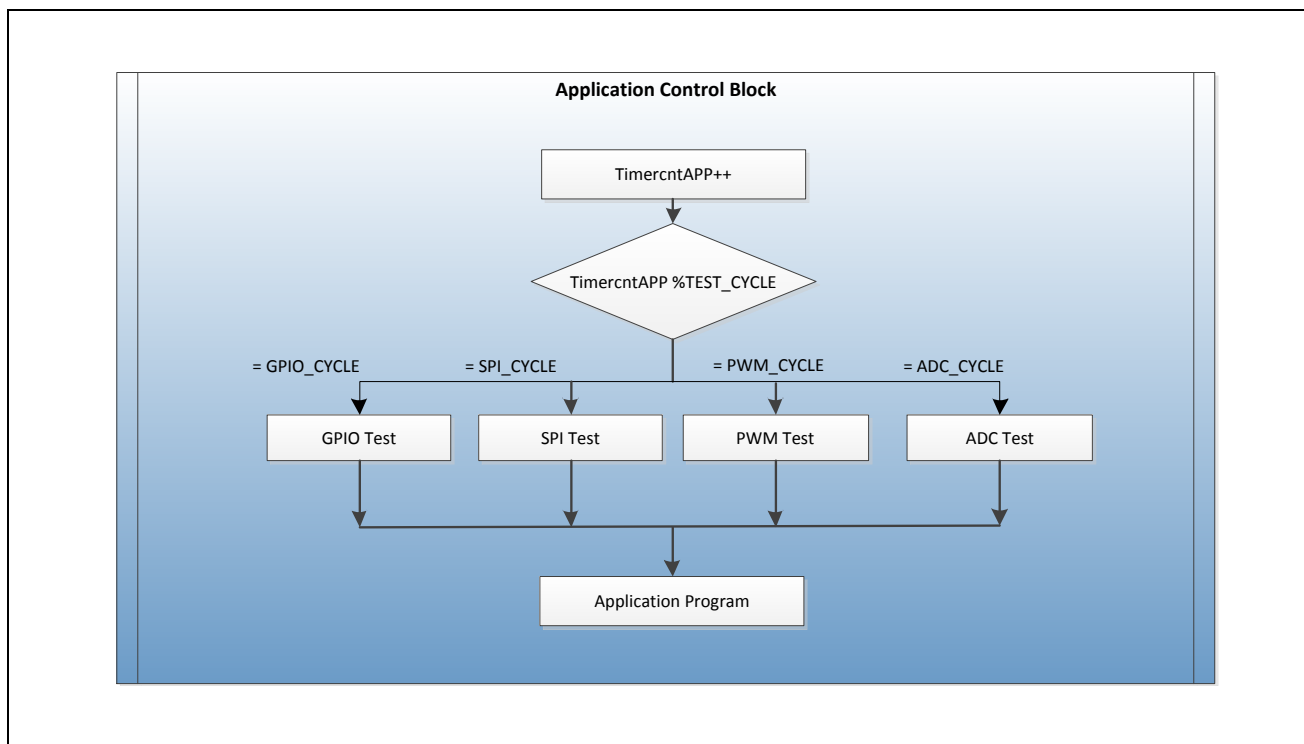 Application Control Block
TimercntAPP++
TimercntAPP %TEST_CYCLE
= GPIO_CYCLE
= SPI_CYCLE
= PWM_CYCLE
= ADC_CYCLE
GPIO Test
SPI Test
PWM Test
ADC Test
Application Program